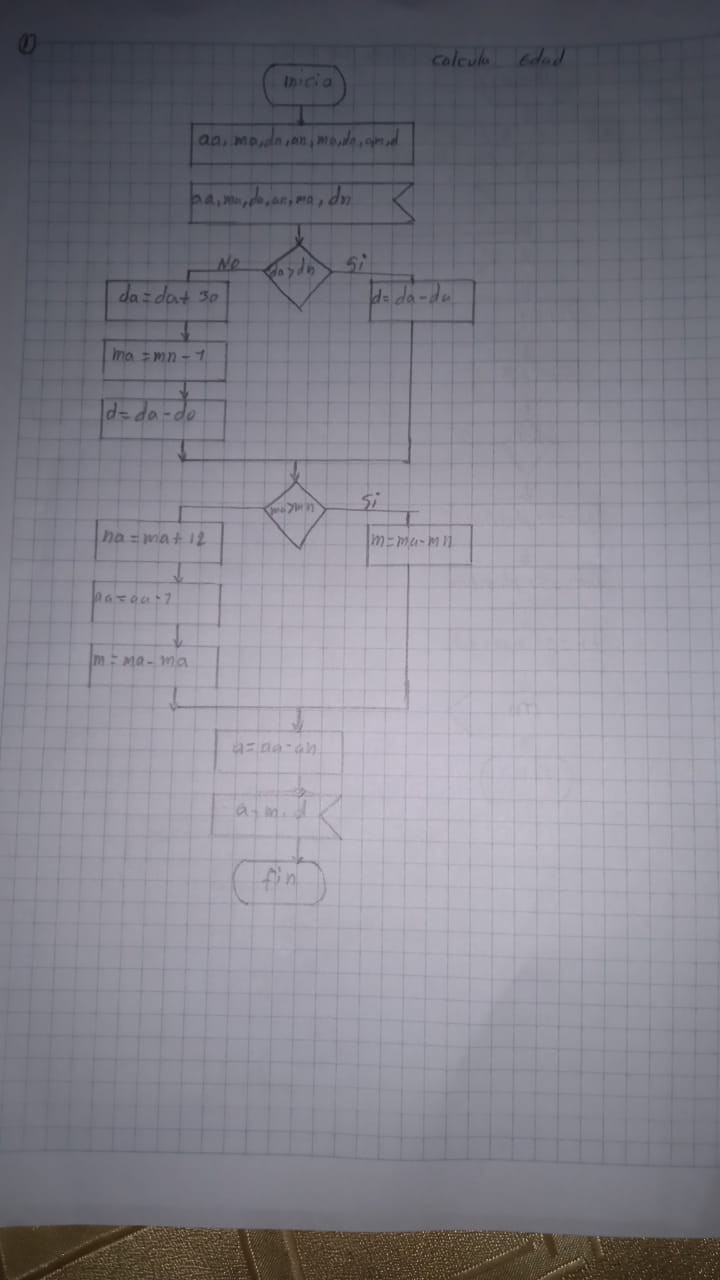 ①
calcula edad
inicio
aa, ma, da, an, mn, dn, a, m, d
aa, ma, da, an, mn, dn
da>dn
No
Si
da=da+30
d=da-da
ma=mn-1
d=da-do
ma>mn
Si
na=ma+12
m=ma-mn
aa=aa-1
m=ma-ma
a=aa-an
a, m, d
fin